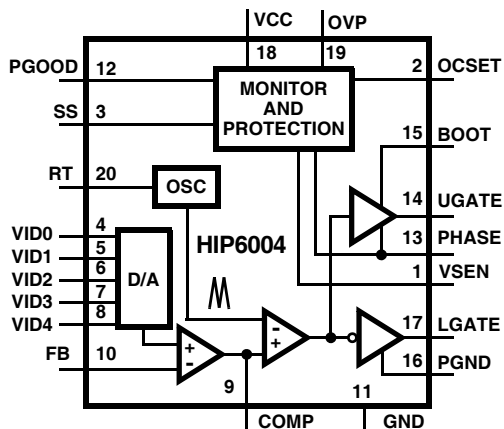 VCC OVP
18 19
PGOOD 12
2 OCSET
MONITOR
AND
PROTECTION
SS 3
15 BOOT
RT 20
OSC
14 UGATE
13 PHASE
VID0 4
VID1 5
VID2 6
VID3 7
VID4 8
D/A
HIP6004
1 VSEN
- +
17 LGATE
FB 10
+ -
16 PGND
9 11
COMP GND